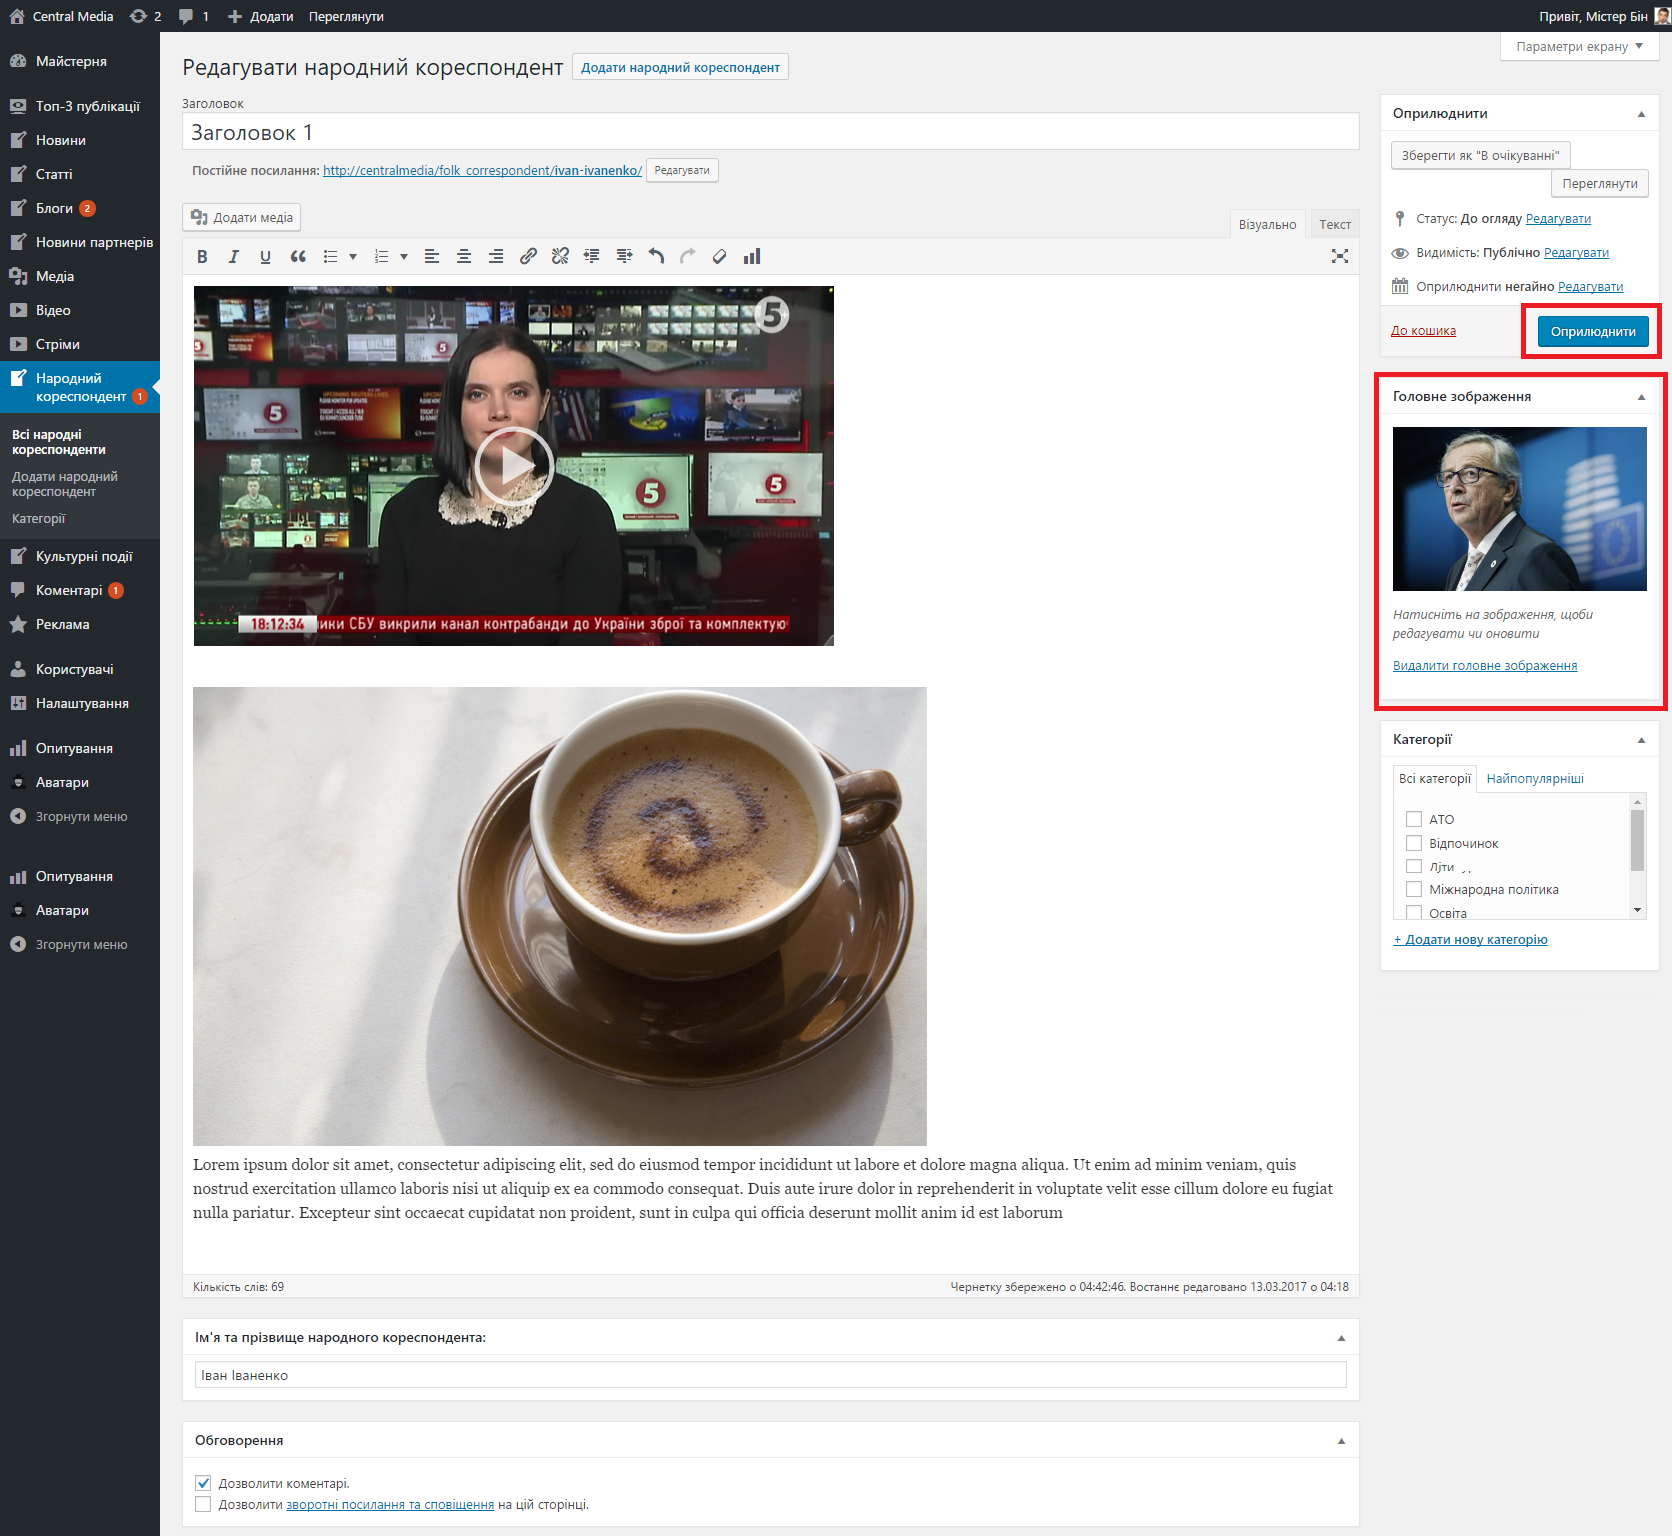 Central Media
2
1
Додати
Переглянути
Привіт, Містер Бін
Параметри екрану
Майстерня
Топ-3 публікації
Новини
Статті
Блоги 2
Новини партнерів
Медіа
Відео
Стріми
Народний
кореспондент 1
Всі народні
кореспонденти
Додати народний
кореспондент
Категорії
Культурні події
Коментарі 1
Реклама
Користувачі
Налаштування
Опитування
Аватари
Згорнути меню
Опитування
Аватари
Згорнути меню
Редагувати народний кореспондент
Додати народний кореспондент
Заголовок
Заголовок 1
Постійне посилання: http://centralmedia/folk_correspondent/ivan-ivanenko/ Редагувати
Додати медіа
Візуально
Текст
5
5
5
5
5
18:12:34
ики СБУ викрили канал контрабанди до України зброї та комплектую
Lorem ipsum dolor sit amet, consectetur adipiscing elit, sed do eiusmod tempor incididunt ut labore et dolore magna aliqua. Ut enim ad minim veniam, quis
nostrud exercitation ullamco laboris nisi ut aliquip ex ea commodo consequat. Duis aute irure dolor in reprehenderit in voluptate velit esse cillum dolore eu fugiat
nulla pariatur. Excepteur sint occaecat cupidatat non proident, sunt in culpa qui officia deserunt mollit anim id est laborum
Кількість слів: 69
Чернетку збережено о 04:42:46. Востаннє редаговано 13.03.2017 о 04:18
Ім'я та прізвище народного кореспондента:
Іван Іваненко
Обговорення
Дозволити коментарі.
Дозволити зворотні посилання та сповіщення на цій сторінці.
Оприлюднити
Зберегти як "В очікуванні"
Переглянути
Статус: До огляду Редагувати
Видимість: Публічно Редагувати
Оприлюднити негайно Редагувати
До кошика
Оприлюднити
Головне зображення
Натисніть на зображення, щоби
редагувати чи оновити
Видалити головне зображення
Категорії
Всі категорії
Найпопулярніші
АТО
Відпочинок
Міжнародна політика
Освіта
+ Додати нову категорію